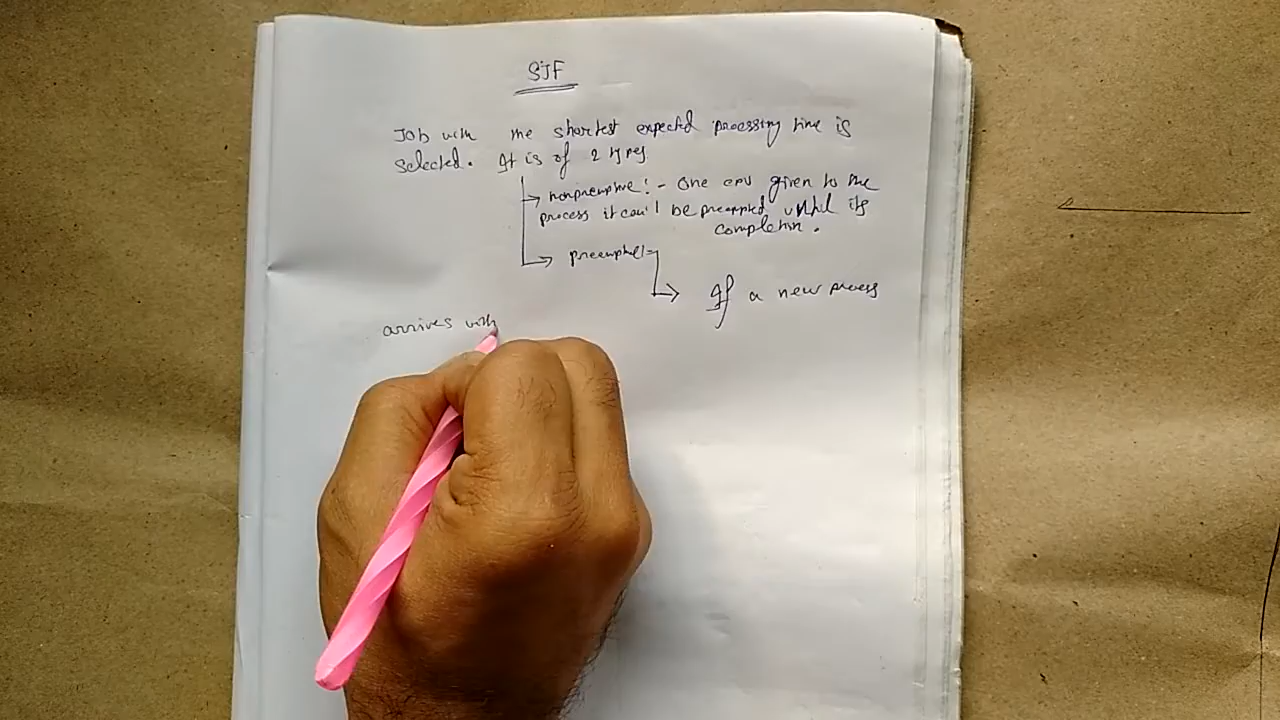 SJF
Job with the shortest expected processing time is
selected. It is of 2 types
nonpreemptive! - One cpu given to the
process it can't be preempted until its
completion.
preemptive! -
If a new process
arrives with